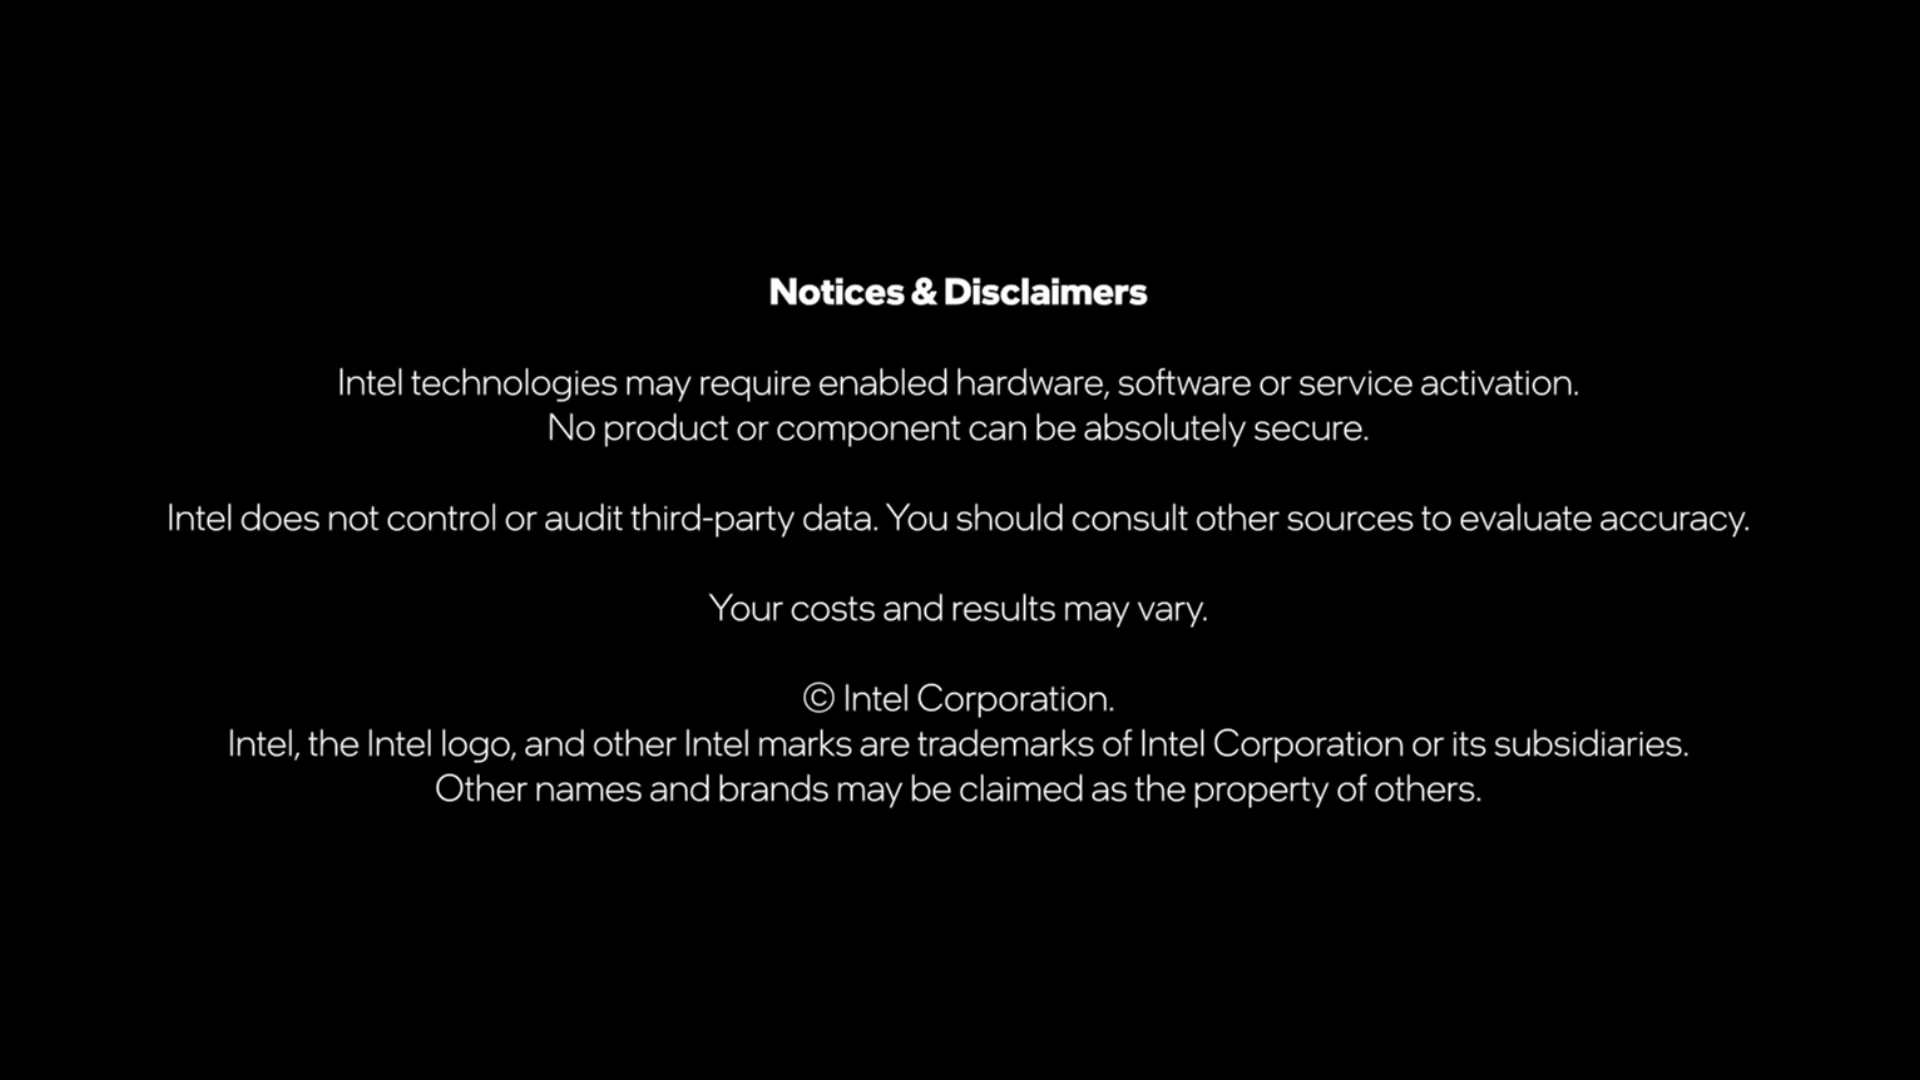 Notices & Disclaimers
Intel technologies may require enabled hardware, software or service activation.
No product or component can be absolutely secure.
Intel does not control or audit third-party data. You should consult other sources to evaluate accuracy.
Your costs and results may vary.
© Intel Corporation.
Intel, the Intel logo, and other Intel marks are trademarks of Intel Corporation or its subsidiaries.
Other names and brands may be claimed as the property of others.